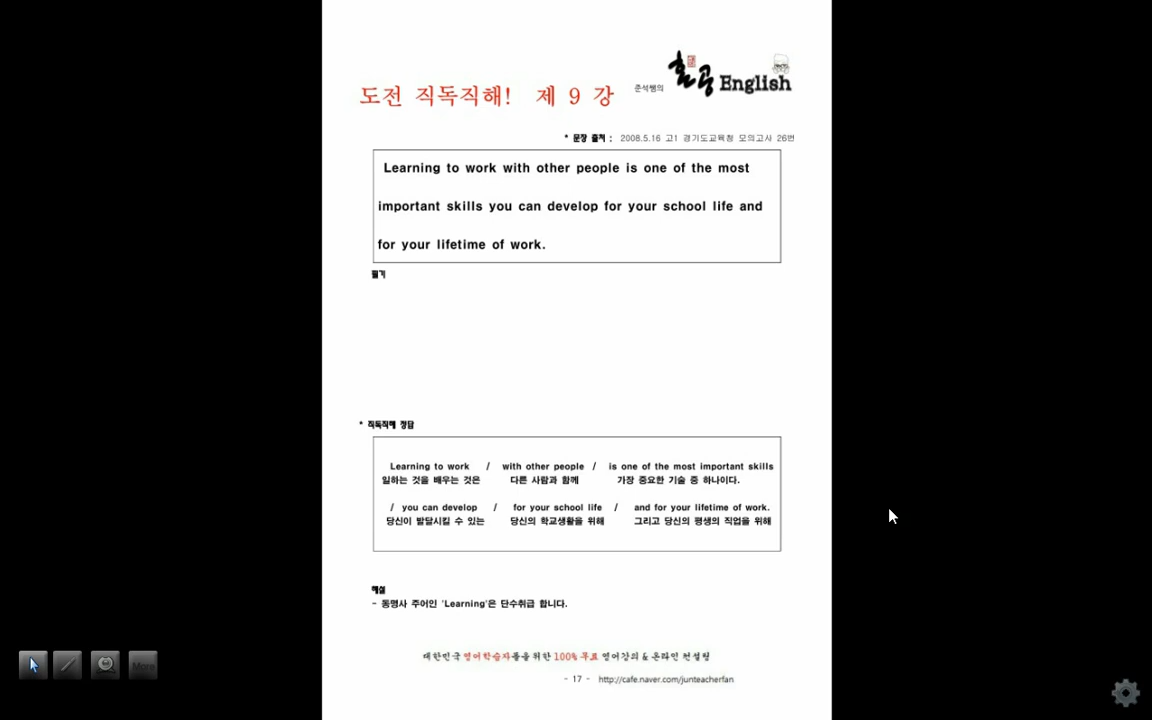 준석쌤의 혼공 English
도전 직독직해! 제 9 강
* 문장 출처 : 2008.5.16 고1 경기도교육청 모의고사 26번
Learning to work with other people is one of the most
important skills you can develop for your school life and
for your lifetime of work.
필기
* 직독직해 정답
Learning to work / with other people / is one of the most important skills
일하는 것을 배우는 것은 다른 사람과 함께 가장 중요한 기술 중 하나이다.
/ you can develop / for your school life / and for your lifetime of work.
당신이 발달시킬 수 있는 당신의 학교생활을 위해 그리고 당신의 평생의 직업을 위해
해설
- 동명사 주어인 'Learning'은 단수취급 합니다.
대한민국 영어학습자들을 위한 100% 무료 영어강의 & 온라인 전설팅
- 17 - http://cafe.naver.com/junteacherfan
More